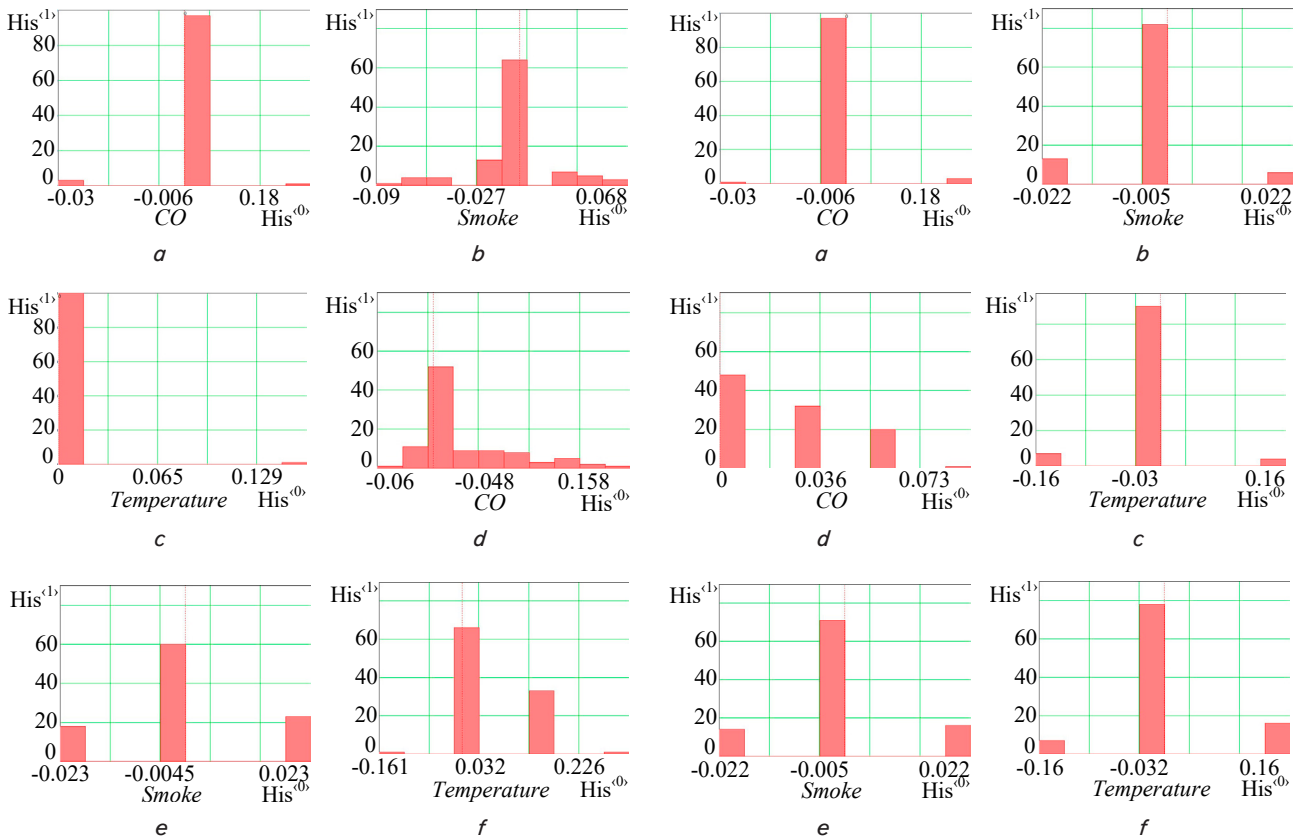 His‹1›
80
60
40
20
0
-0.03 -0.006 0.18
CO His‹0›
a
His‹1›
80
60
40
20
0
-0.09 -0.027 0.068
Smoke His‹0›
b
His‹1›
80
60
40
20
0
-0.03 -0.006 0.18
CO His‹0›
a
His‹1›
60
40
20
0
-0.022 -0.005 0.022
Smoke His‹0›
b
His‹1›
80
60
40
20
0
0 0.065 0.129
Temperature His‹0›
c
His‹1›
60
40
20
0
-0.06 -0.048 0.158
CO His‹0›
d
His‹1›
60
40
20
0
0 0.036 0.073
CO His‹0›
d
His‹1›
60
40
20
0
-0.16 -0.03 0.16
Temperature His‹0›
c
His‹1›
60
40
20
0
-0.023 -0.0045 0.023
Smoke His‹0›
e
His‹1›
60
40
20
0
-0.161 0.032 0.226
Temperature His‹0›
f
His‹1›
60
40
20
0
-0.022 -0.005 0.022
Smoke His‹0›
e
His‹1›
60
40
20
0
-0.16 -0.032 0.16
Temperature His‹0›
f